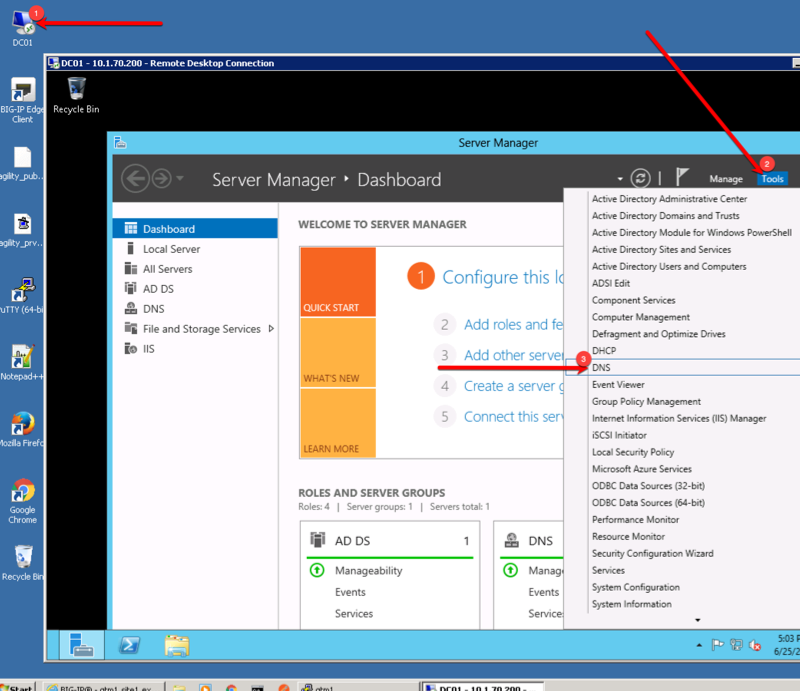 1
DC01
DC01 - 10.1.70.200 - Remote Desktop Connection
Recycle Bin
BIG-IP Edge
Client
agility_pub...
agility_prv...
PuTTY (64-bi
Notepad++
Mozilla Firefo
Google
Chrome
Recycle Bin
Server Manager
Server Manager
Dashboard
Manage
2
Tools
Dashboard
Local Server
All Servers
AD DS
DNS
File and Storage Services
IIS
WELCOME TO SERVER MANAGER
QUICK START
WHAT'S NEW
LEARN MORE
1 Configure this lo
2 Add roles and fe
3 Add other server
4 Create a server g
5 Connect this serv
ROLES AND SERVER GROUPS
Roles: 4 | Server groups: 1 | Servers total: 1
AD DS 1
Manageability
Events
Services
DNS
Manage
Events
Service
Active Directory Administrative Center
Active Directory Domains and Trusts
Active Directory Module for Windows PowerShell
Active Directory Sites and Services
Active Directory Users and Computers
ADSI Edit
Component Services
Computer Management
Defragment and Optimize Drives
DHCP
3
DNS
Event Viewer
Group Policy Management
Internet Information Services (IIS) Manager
iSCSI Initiator
Local Security Policy
Microsoft Azure Services
ODBC Data Sources (32-bit)
ODBC Data Sources (64-bit)
Performance Monitor
Resource Monitor
Security Configuration Wizard
Services
System Configuration
System Information
5:03 P
6/25/2
Start
BIG-IP® - gtm1.site1.ex...
gtm1
DC01 - 10.1.70.200 - ...